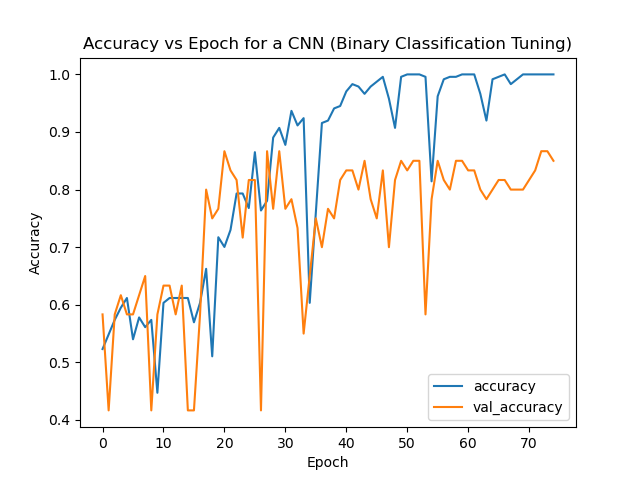 Accuracy vs Epoch for a CNN (Binary Classification Tuning)
1.0
0.9
0.8
0.7
0.6
0.5
0.4
Accuracy
0 10 20 30 40 50 60 70
Epoch
accuracy
val_accuracy